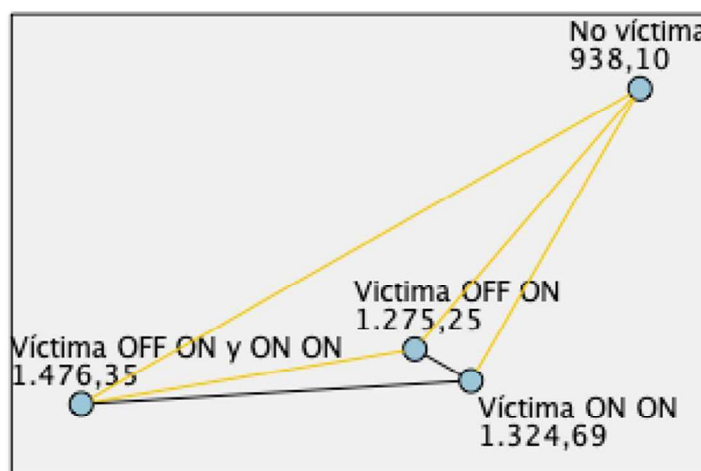 No víctima
938,10
Victima OFF ON
1.275,25
Víctima OFF ON y ON ON
1.476,35
Víctima ON ON
1.324,69